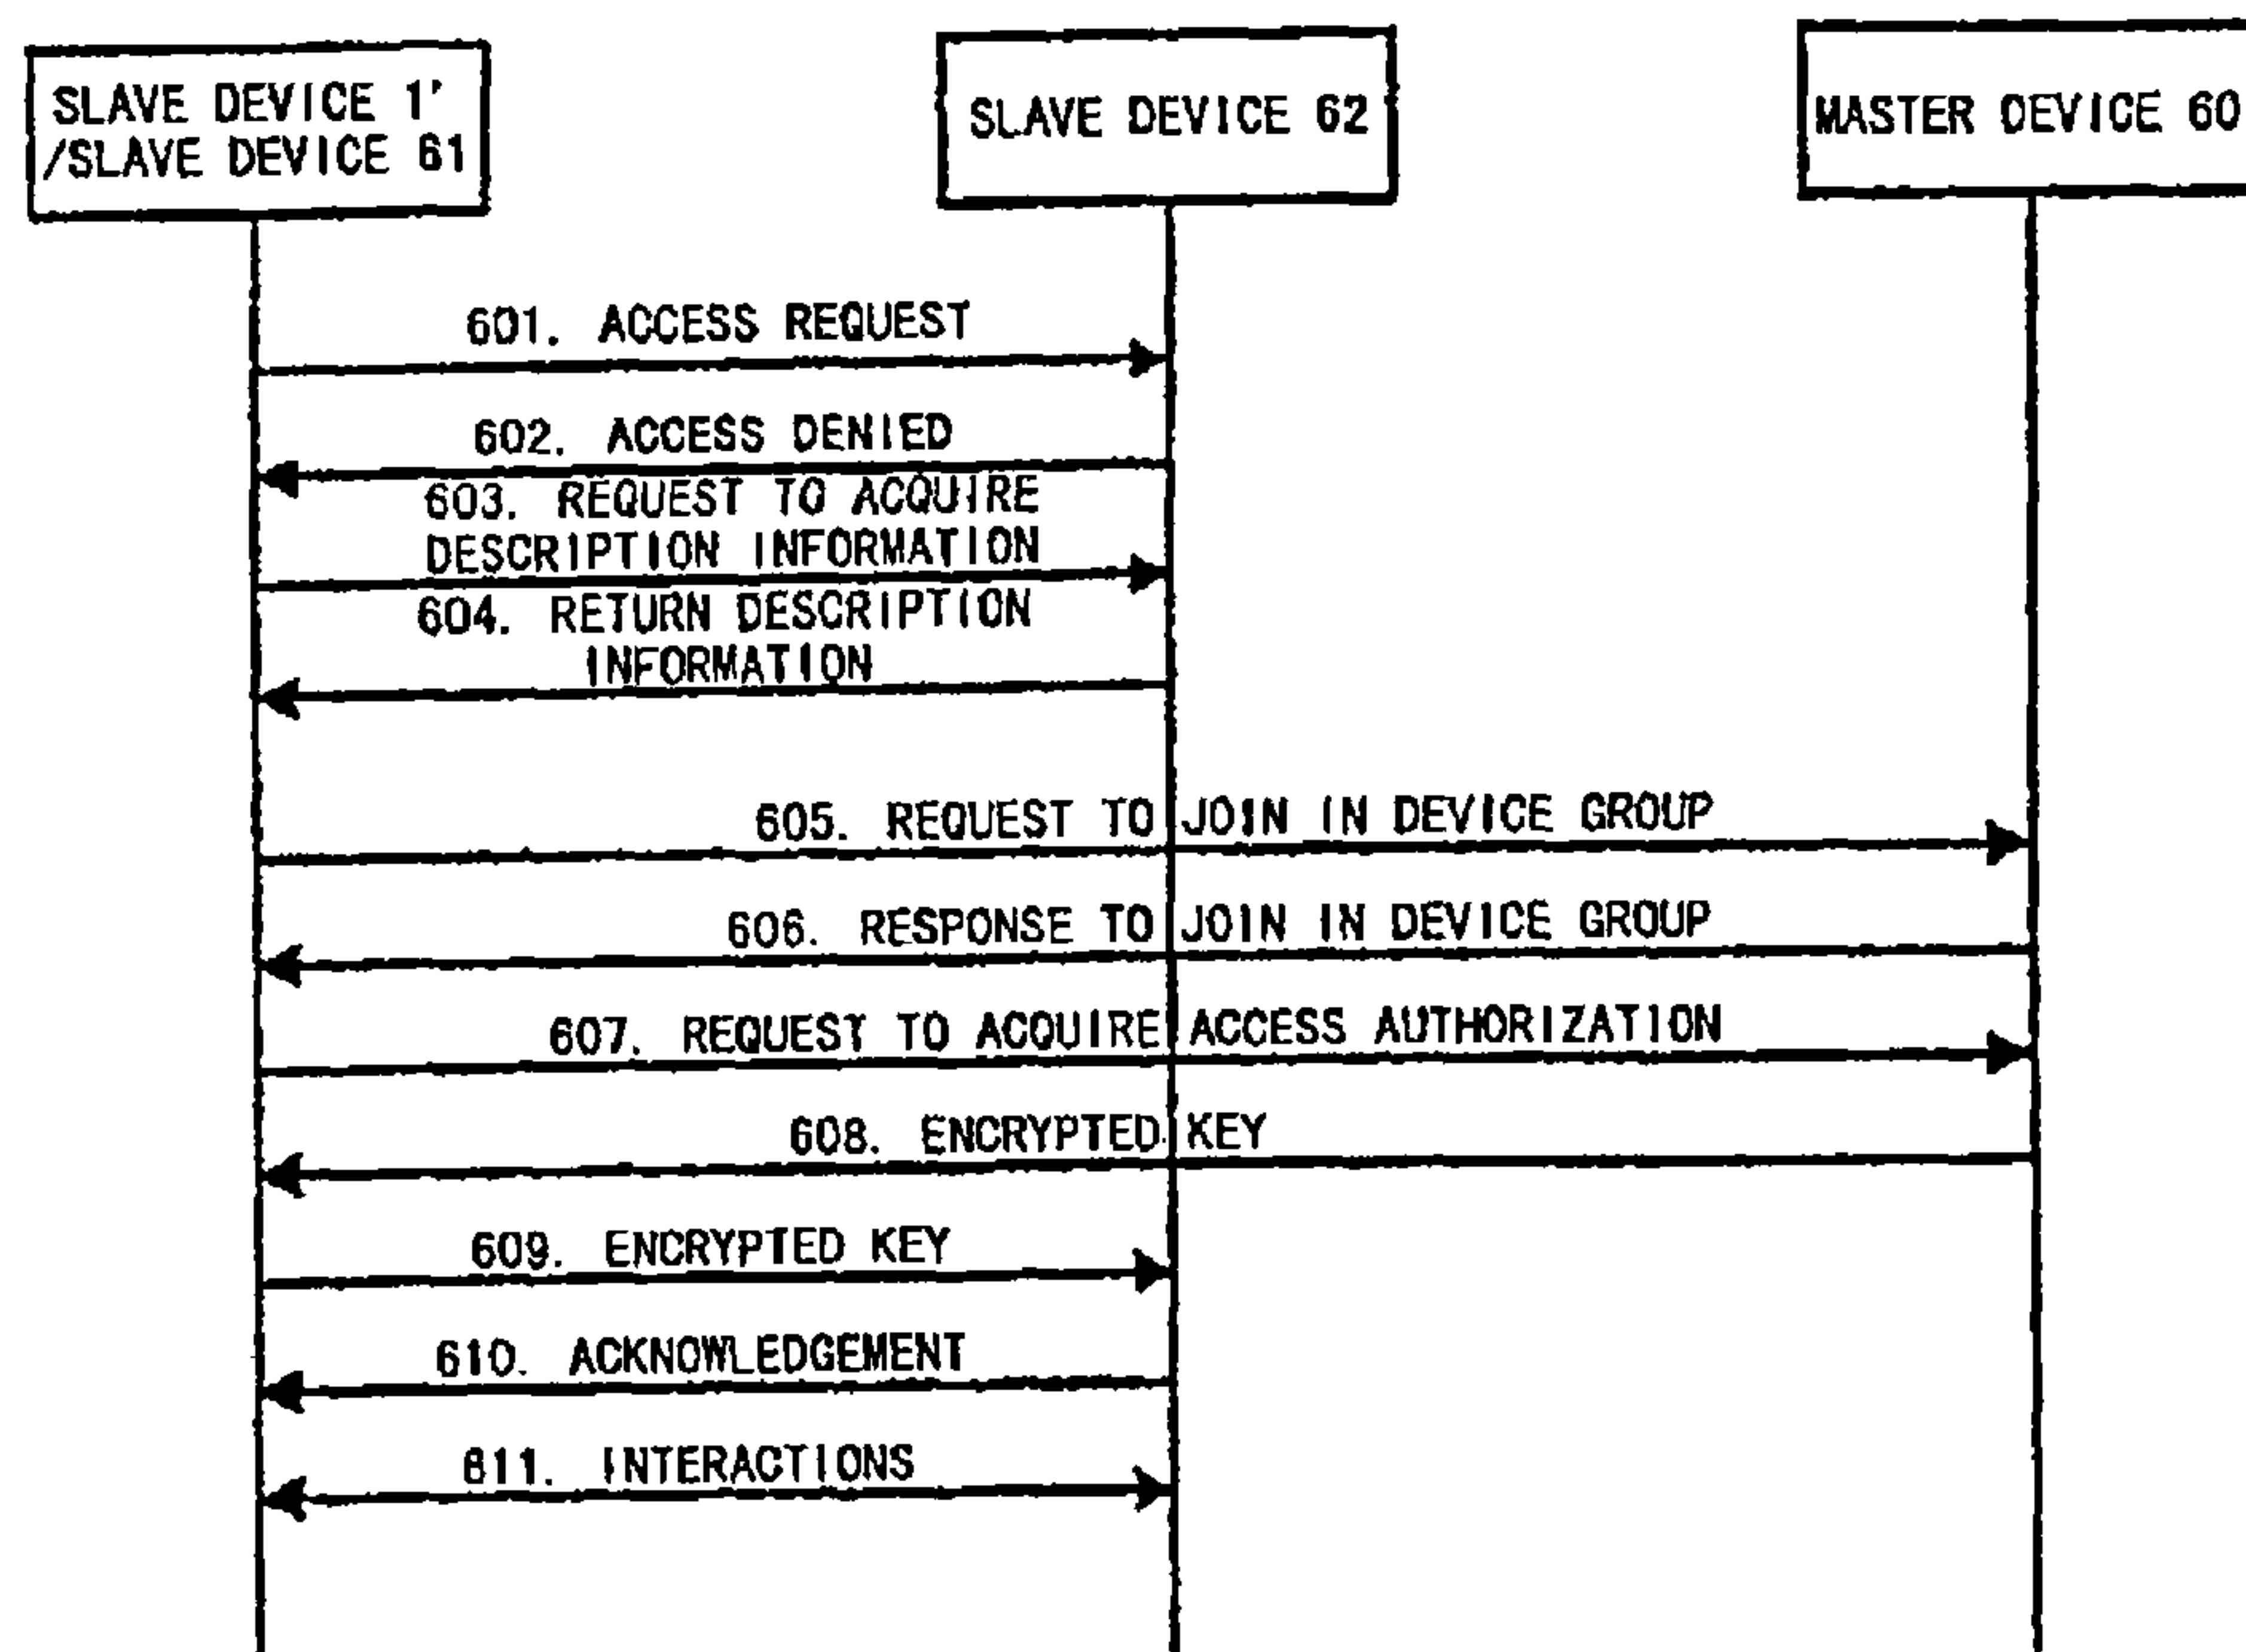 SLAVE DEVICE 1'
/SLAVE DEVICE 61
SLAVE DEVICE 62
MASTER DEVICE 60
601. ACCESS REQUEST
602. ACCESS DENIED
603. REQUEST TO ACQUIRE
DESCRIPTION INFORMATION
604. RETURN DESCRIPTION
INFORMATION
605. REQUEST TO JOIN IN DEVICE GROUP
606. RESPONSE TO JOIN IN DEVICE GROUP
607. REQUEST TO ACQUIRE ACCESS AUTHORIZATION
608. ENCRYPTED KEY
609. ENCRYPTED KEY
610. ACKNOWLEDGEMENT
611. INTERACTIONS